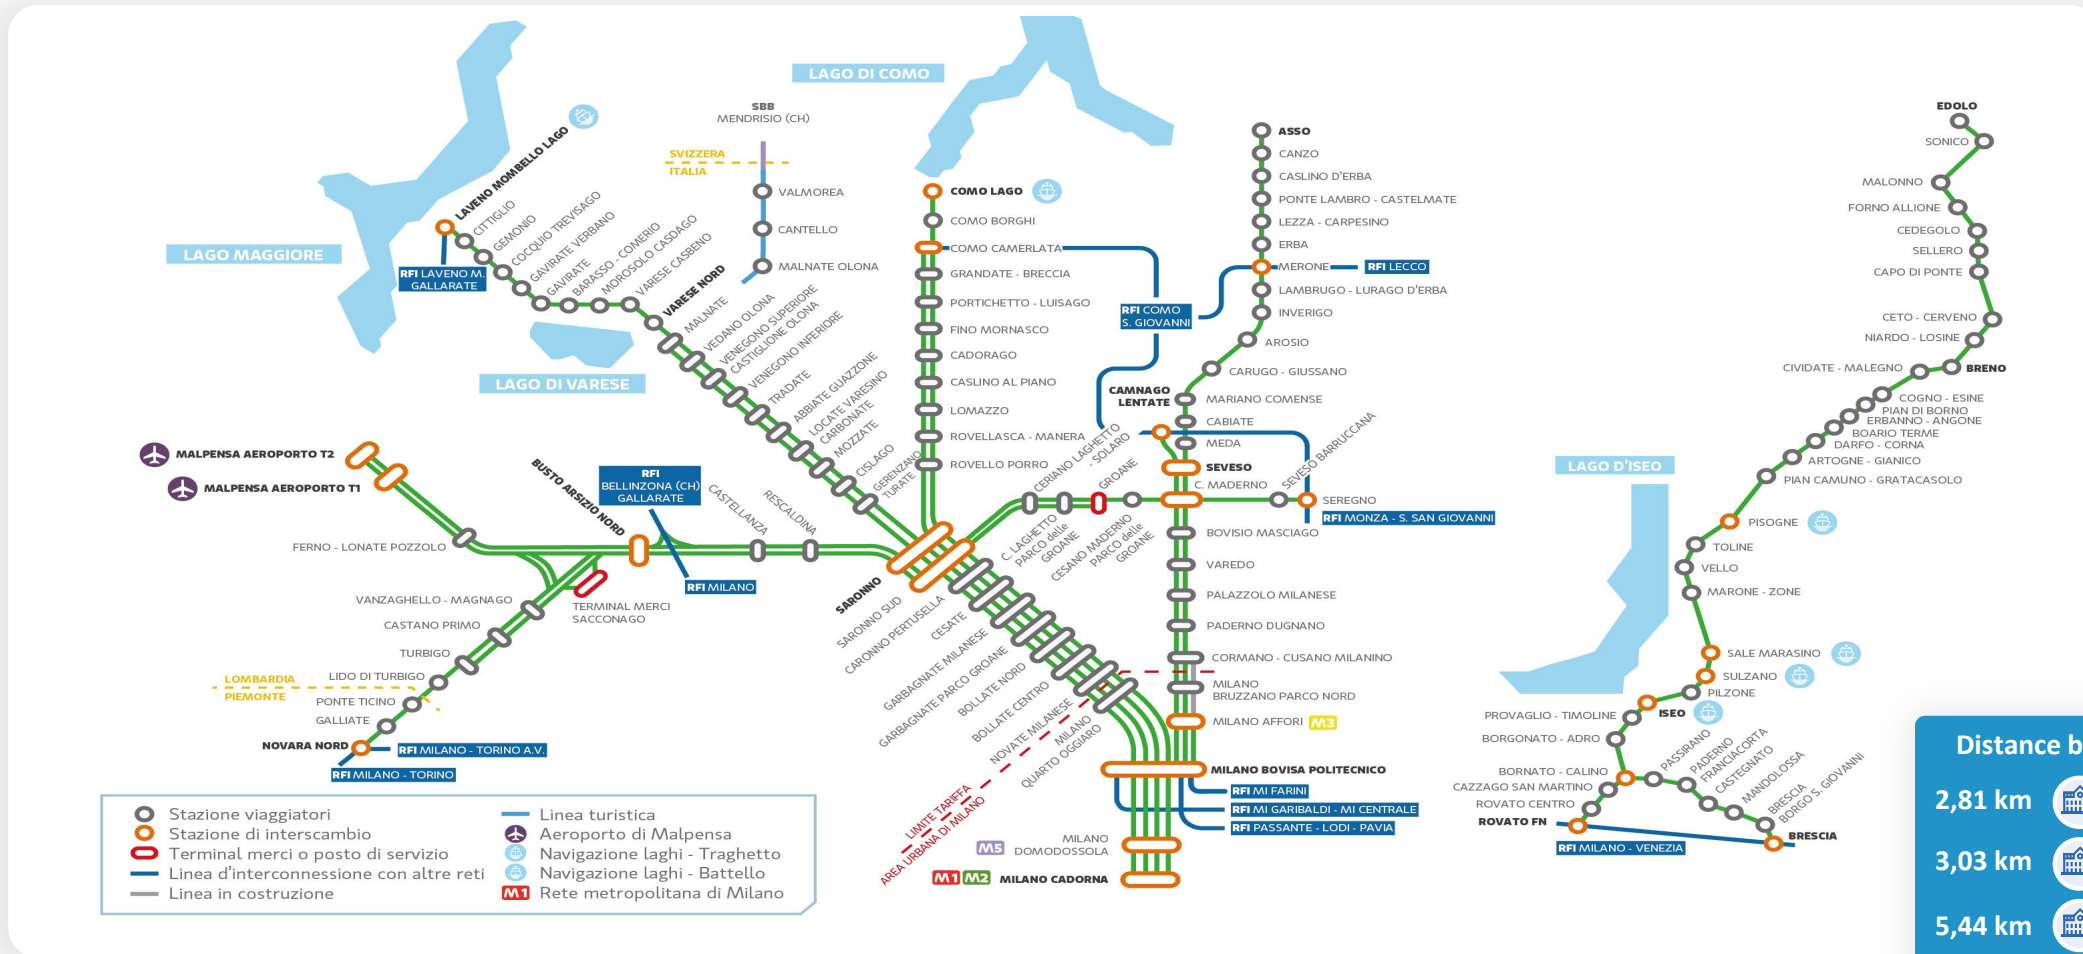 LAGO DI COMO
LAGO MAGGIORE
LAGO DI VARESE
LAGO D'ISEO
SBB
MENDRISIO (CH)
SVIZZERA
ITALIA
VALMOREA
CANTELLO
MALNATE OLONA
LAVENO MOMBELLO LAGO
CITTIGLIO
GEMONIO
COCQUIO TREVISAGO
GAVIRATE VERBANO
GAVIRATE
BARASSO - COMERIO
MOROSOLO CASDAGO
VARESE CASBENO
VARESE NORD
RFI LAVENO M.
GALLARATE
MALNATE
VEDANO OLONA
VENEGONO SUPERIORE
CASTIGLIONE OLONA
VENEGONO INFERIORE
TRADATE
ABBIATE GUAZZONE
LOCATE VARESINO
CARBONATE
MOZZATE
CISLAGO
GERENZANO
TURATE
COMO LAGO
COMO BORGHI
COMO CAMERLATA
GRANDATE - BRECCIA
PORTICHETTO - LUISAGO
FINO MORNASCO
CADORAGO
CASLINO AL PIANO
LOMAZZO
ROVELLASCA - MANERA
ROVELLO PORRO
RFI COMO
S. GIOVANNI
ASSO
CANZO
CASLINO D'ERBA
PONTE LAMBRO - CASTELMATE
LEZZA - CARPESINO
ERBA
MERONE
RFI LECCO
LAMBRUGO - LURAGO D'ERBA
INVERIGO
AROSIO
CARUGO - GIUSSANO
CAMNAGO
LENTATE
MARIANO COMENSE
CABIATE
MEDA
SEVESO
C. MADERNO
SEVESO BARRUCCANA
SEREGNO
RFI MONZA - S. SAN GIOVANNI
CERIANO LAGHETTO
- SOLARO
GROANE
C. LAGHETTO
PARCO delle
GROANE
CESANO MADERNO
PARCO delle
GROANE
BOVISIO MASCIAGO
VAREDO
PALAZZOLO MILANESE
PADERNO DUGNANO
CORMANO - CUSANO MILANINO
MILANO
BRUZZANO PARCO NORD
MILANO AFFORI M3
MILANO BOVISA POLITECNICO
RFI MI FARINI
RFI MI GARIBALDI - MI CENTRALE
RFI PASSANTE - LODI - PAVIA
M5
MILANO
DOMODOSSOLA
M1 M2 MILANO CADORNA
MALPENSA AEROPORTO T2
MALPENSA AEROPORTO T1
FERNO - LONATE POZZOLO
BUSTO ARSIZIO NORD
RFI
BELLINZONA (CH)
GALLARATE
RFI MILANO
CASTELLANZA
RESCALDINA
TERMINAL MERCI
SACCONAGO
VANZAGHELLO - MAGNAGO
CASTANO PRIMO
TURBIGO
LIDO DI TURBIGO
LOMBARDIA
PIEMONTE
PONTE TICINO
GALLIATE
NOVARA NORD
RFI MILANO - TORINO A.V.
RFI MILANO - TORINO
SARONNO
SARONNO SUD
CARONNO PERTUSELLA
CESATE
GARBAGNATE MILANESE
GARBAGNATE PARCO GROANE
BOLLATE NORD
BOLLATE CENTRO
NOVATE MILANESE
MILANO
QUARTO OGGIARO
LIMITE TARIFFA
AREA URBANA DI MILANO
EDOLO
SONICO
MALONNO
FORNO ALLIONE
CEDEGOLO
SELLERO
CAPO DI PONTE
CETO - CERVENO
NIARDO - LOSINE
BRENO
CIVIDATE - MALEGNO
COGNO - ESINE
PIAN DI BORNO
ERBANNO - ANGONE
BOARIO TERME
DARFO - CORNA
ARTOGNE - GIANICO
PIAN CAMUNO - GRATACASOLO
PISOGNE
TOLINE
VELLO
MARONE - ZONE
SALE MARASINO
SULZANO
PILZONE
ISEO
PROVAGLIO - TIMOLINE
BORGONATO - ADRO
BORNATO - CALINO
CAZZAGO SAN MARTINO
ROVATO CENTRO
ROVATO FN
RFI MILANO - VENEZIA
PASSIRANO
PADERNO
FRANCIACORTA
CASTEGNATO
MANDOLOSSA
BRESCIA
BORGO S. GIOVANNI
BRESCIA
Stazione viaggiatori
Stazione di interscambio
Terminal merci o posto di servizio
Linea d'interconnessione con altre reti
Linea in costruzione
Linea turistica
Aeroporto di Malpensa
Navigazione laghi - Traghetto
Navigazione laghi - Battello
M1 Rete metropolitana di Milano
Distance b
2,81 km
3,03 km
5,44 km